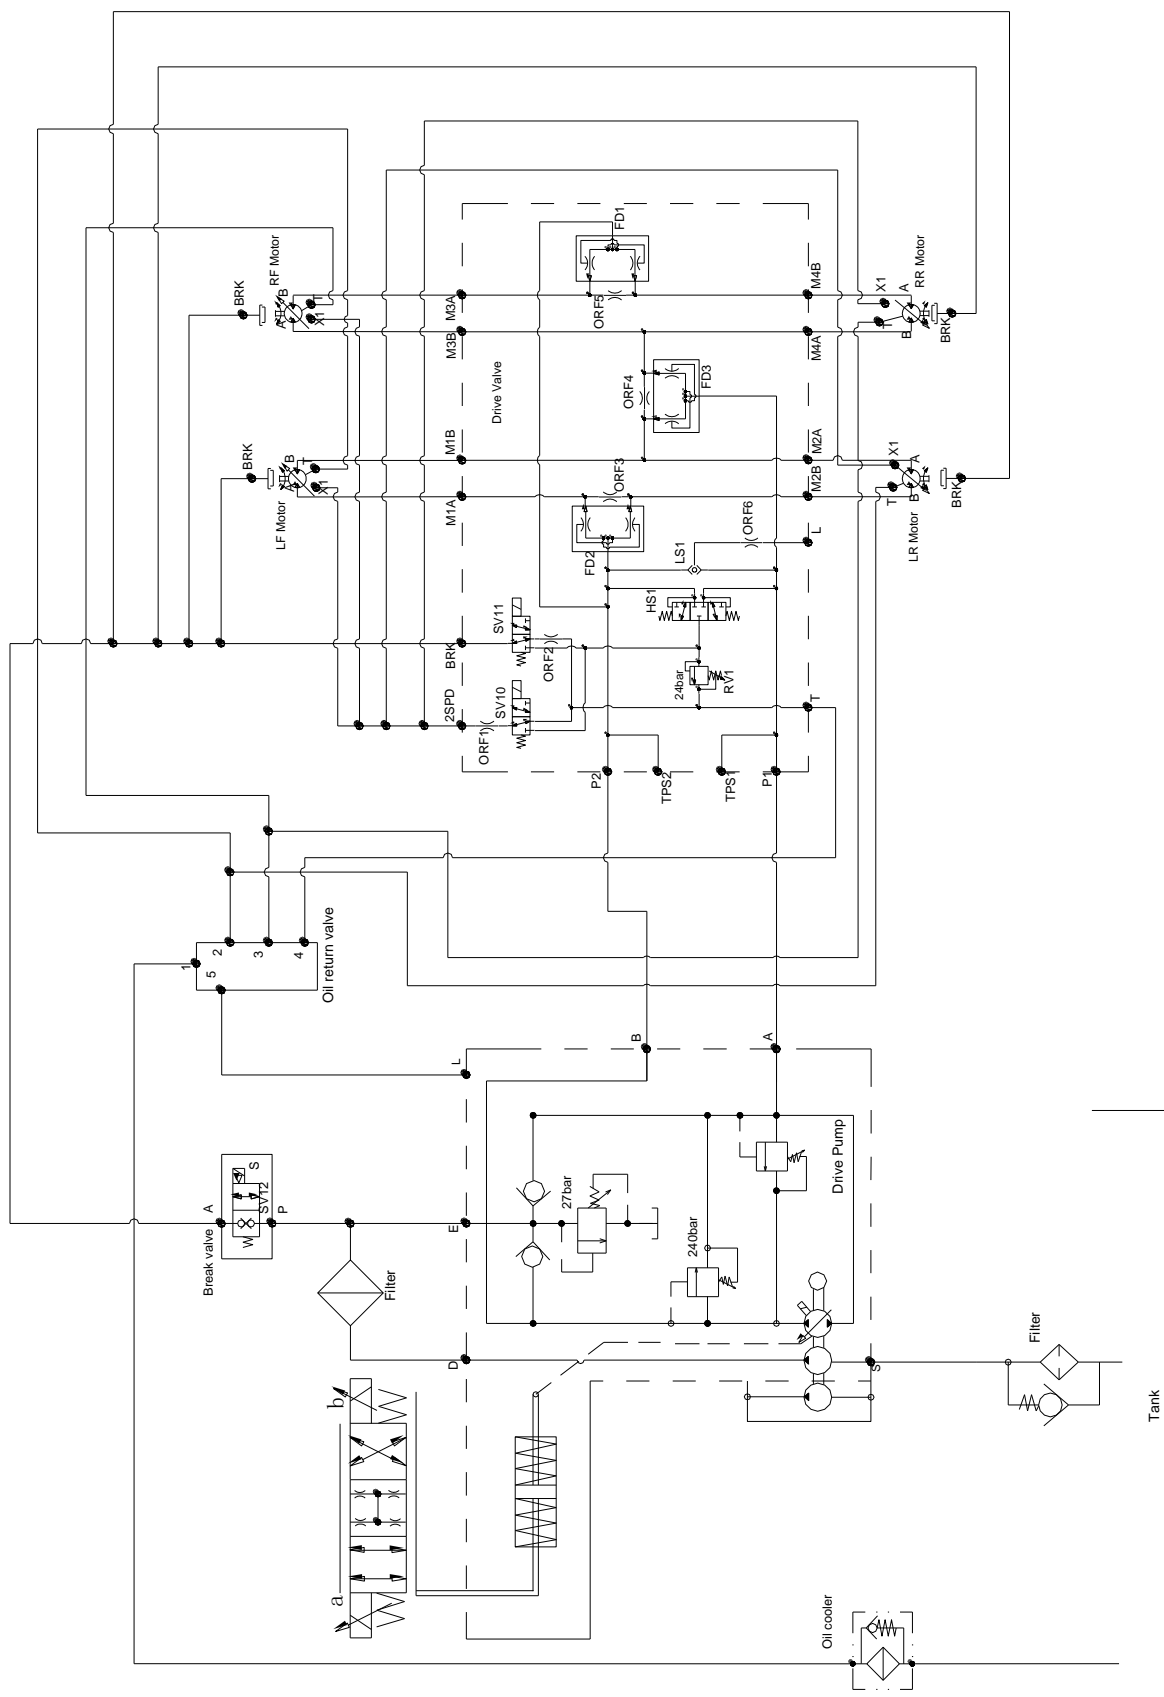 BRK
RF Motor
A
B
T
X1
BRK
LF Motor
A
B
T
X1
FD1
ORF5
M3A
M3B
M4B
M4A
X1
T
A
B
RR Motor
BRK
Drive Valve
ORF4
FD3
M1B
M1A
M2A
M2B
ORF3
FD2
X1
T
A
B
LR Motor
BRK
LS1
ORF6
L
HS1
SV11
ORF2
BRK
24bar
RV1
2SPD
SV10
ORF1
T
P2
TPS2
TPS1
P1
1
2
3
4
5
Oil return valve
L
B
A
Break valve
A
S
SV12
W
P
E
27bar
240bar
Drive Pump
Filter
D
S
Filter
Tank
b
a
Oil cooler